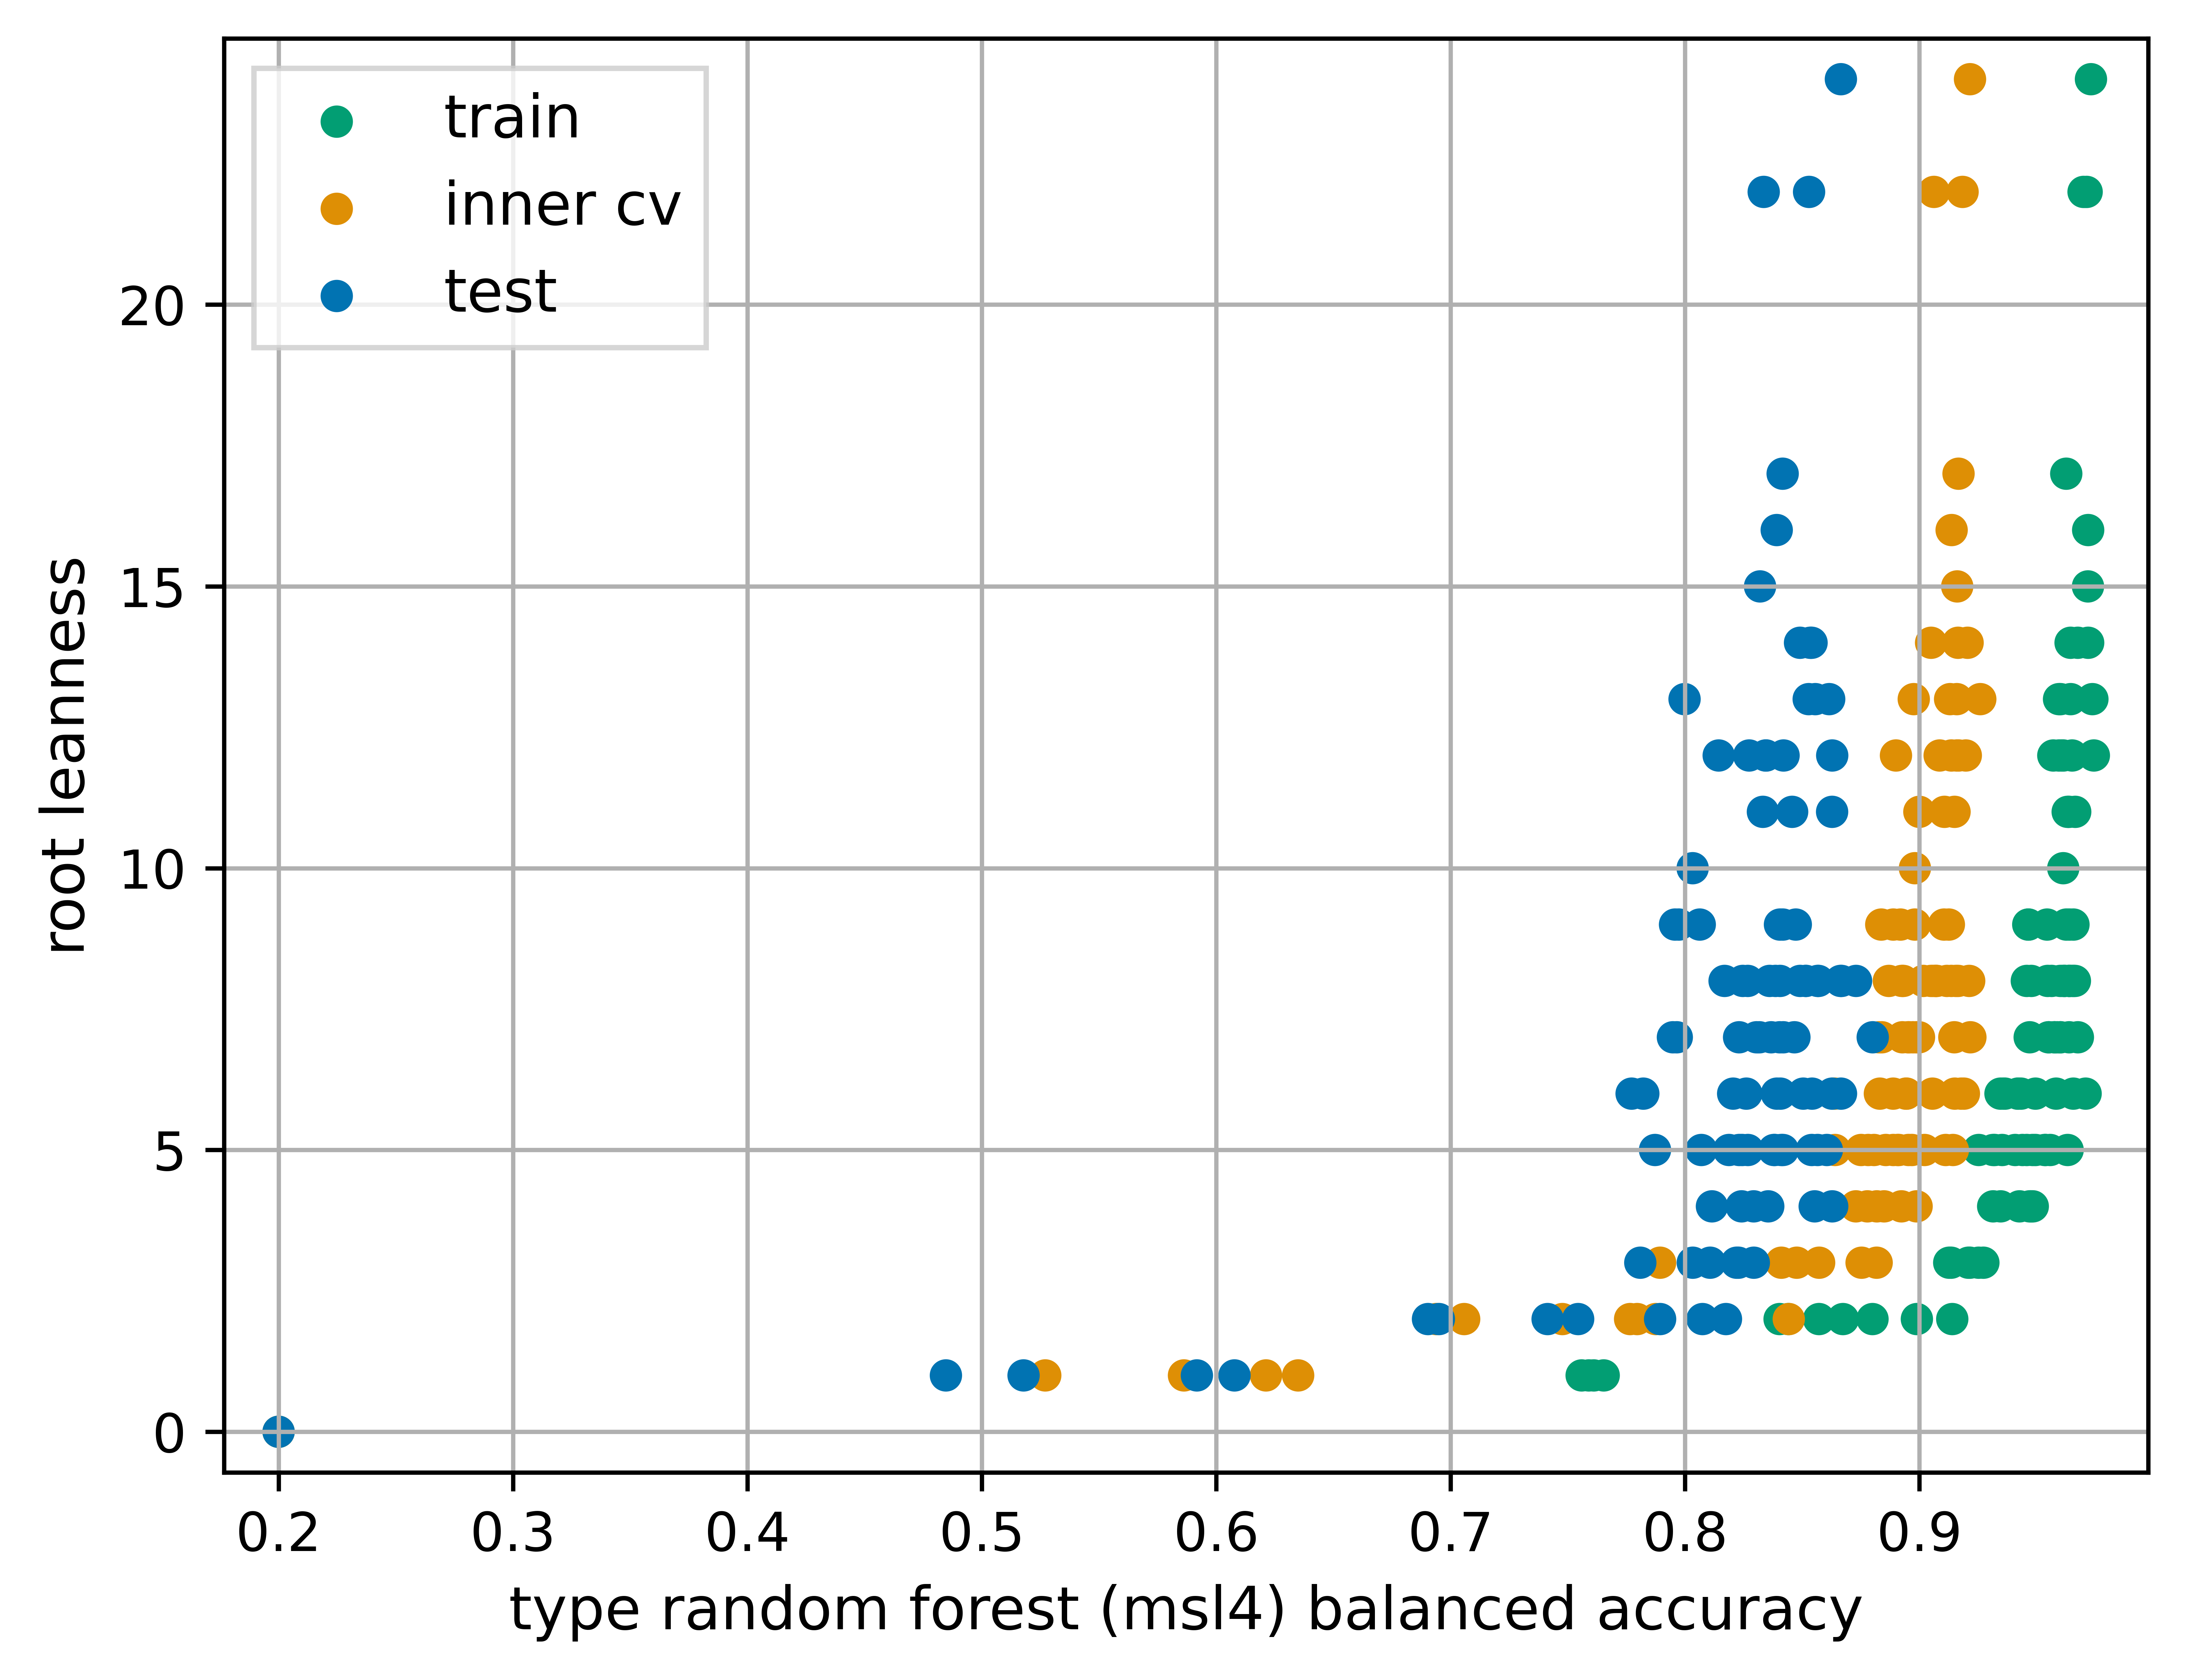 train
inner cv
test
20
15
10
5
0
root leanness
0.2 0.3 0.4 0.5 0.6 0.7 0.8 0.9
type random forest (msl4) balanced accuracy